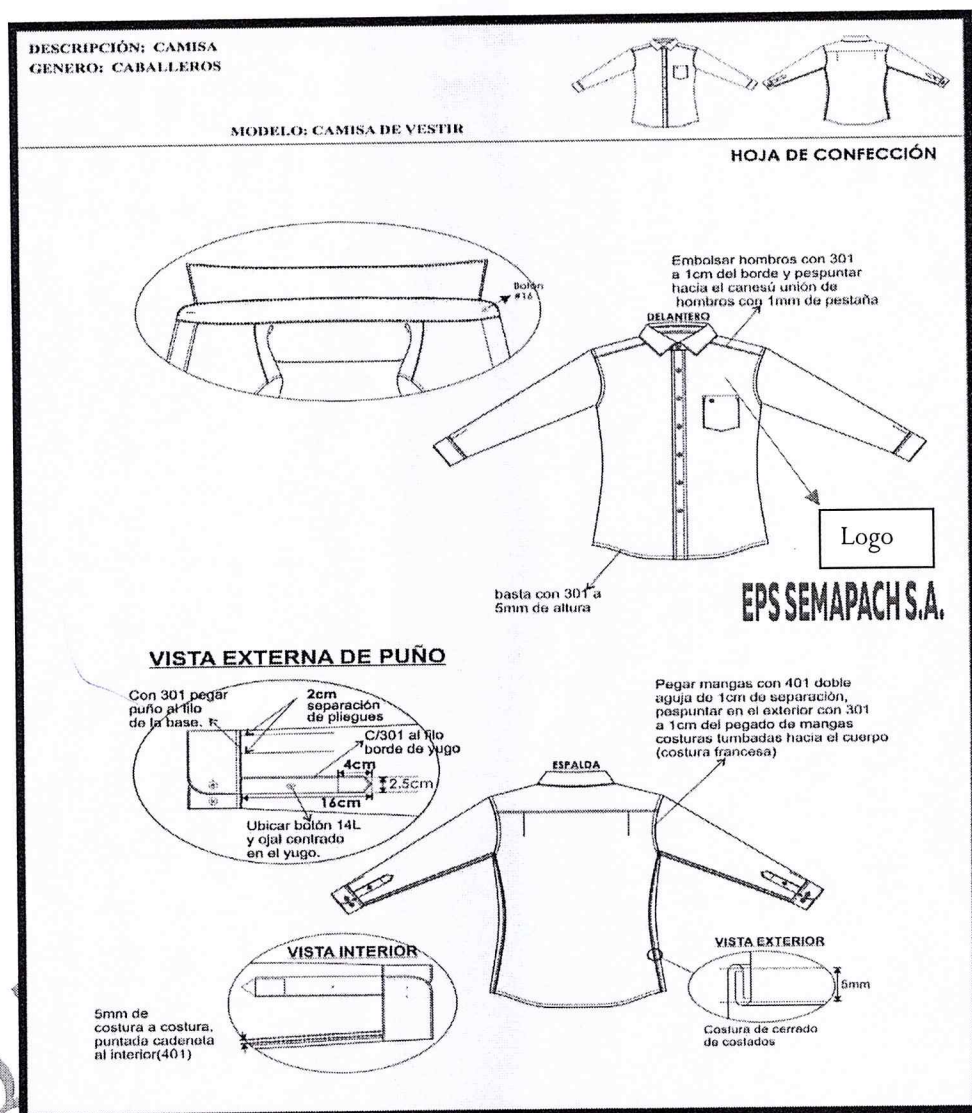 DESCRIPCIÓN: CAMISA
GENERO: CABALLEROS
MODELO: CAMISA DE VESTIR
HOJA DE CONFECCIÓN
Botón
#16
Embolsar hombros con 301
a 1cm del borde y pespuntar
hacia el canesú unión de
hombros con 1mm de pestaña
DELANTERO
Logo
EPS SEMAPACH S.A.
basta con 301 a
5mm de altura
VISTA EXTERNA DE PUÑO
Con 301 pegar
puño al filo
de la base.
2cm
separación
de pliegues
C/301 al filo
borde de yugo
4cm
2.5cm
16cm
Ubicar botón 14L
y ojal centrado
en el yugo.
Pegar mangas con 401 doble
aguja de 1cm de separación,
pespuntar en el exterior con 301
a 1cm del pegado de mangas
costuras tumbadas hacia el cuerpo
(costura francesa)
ESPALDA
VISTA INTERIOR
5mm de
costura a costura,
puntada cadeneta
al interior(401)
VISTA EXTERIOR
5mm
Costura de cerrado
de costados